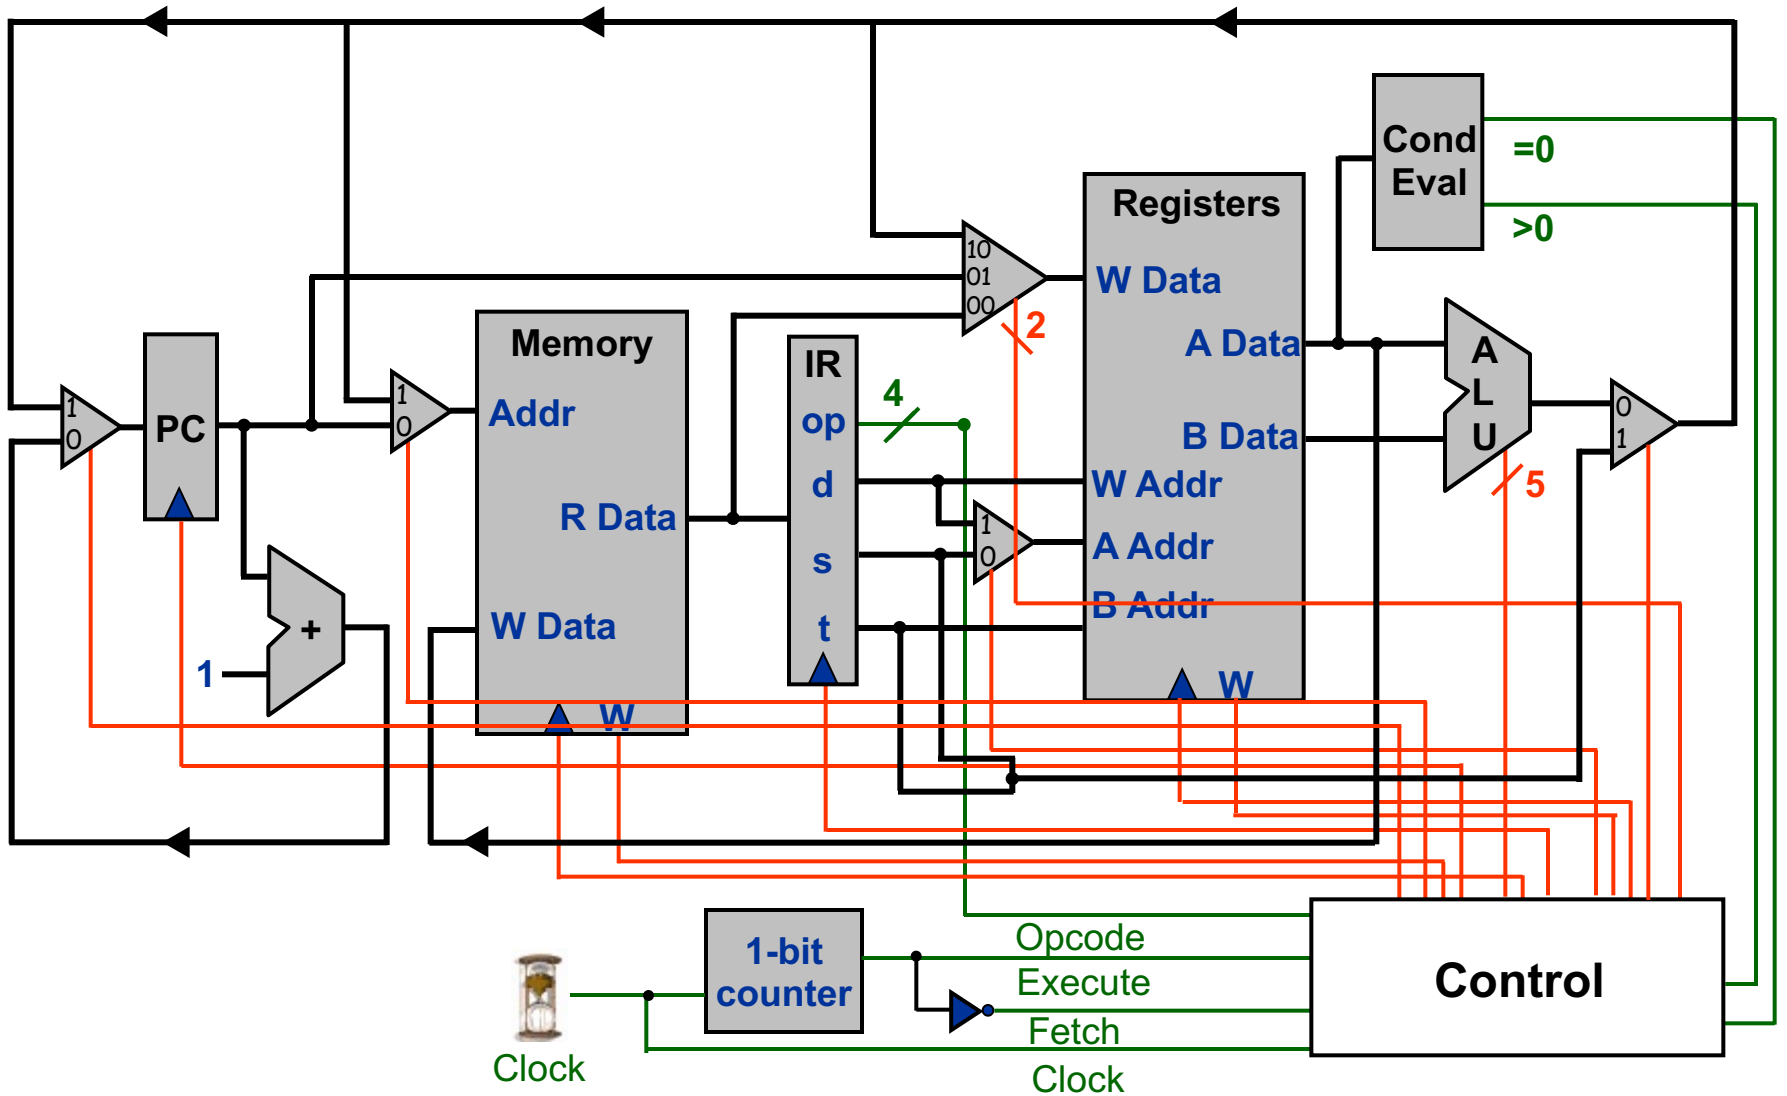 Cond
Eval
=0
>0
Registers
10
01
00
W Data
2
A Data
B Data
W Addr
A Addr
B Addr
W
A
L
U
5
0
1
1
0
PC
1
0
Memory
Addr
R Data
W Data
W
IR
op
d
s
t
4
1
0
+
1
1-bit
counter
Opcode
Execute
Fetch
Clock
Clock
Control